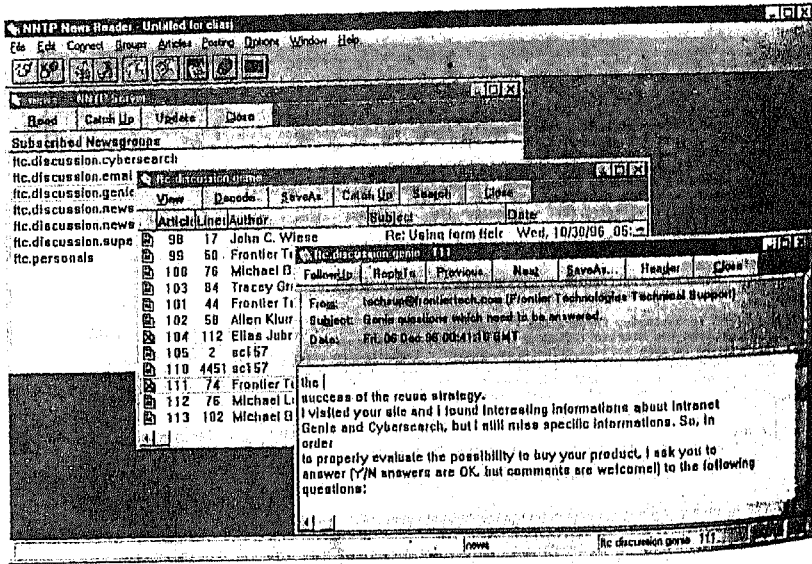 NNTP News Reader - Untitled for chasj
File Edit Connect Groups Articles Posting Options Window Help
news NNTP
Read Catch Up Update Close
Subscribed Newsgroups
ftc.discussion.cybersearch
ftc.discussion.emai
ftc.discussion.genie
ftc.discussion.news
ftc.discussion.news
ftc.discussion.supe
ftc.personals
ftc.discussion.genie
View Decode SaveAs Catch Up Search Close
Article Lines Author Subject Date
98 17 John C. Wiese Re: Using form fielc Wed, 10/30/96 05:
99 50 Frontier Te
100 76 Michael B
103 84 Tracey Gr
101 44 Frontier Te
102 58 Allen Klurr
104 112 Elias Jubr
105 2 sci57
110 4451 sci57
111 74 Frontier Te
112 76 Michael Li
113 102 Michael B
ftc.discussion.genie 111
FollowUp ReplyTo Previous Next SaveAs... Header Close
From: techsup@frontiertech.com (Frontier Technologies Technical Support)
Subject: Genie questions which need to be answered
Date: Fri, 06 Dec 96 00:41:10 GMT
the
success of the reuse strategy.
I visited your site and I found interesting informations about Intranet
Genie and Cybersearch, but I still miss specific informations. So, in
order
to properly evaluate the possibility to buy your product, I ask you to
answer (Y/N answers are OK, but comments are welcome!) to the following
questions:
news ftc discussion genie 111